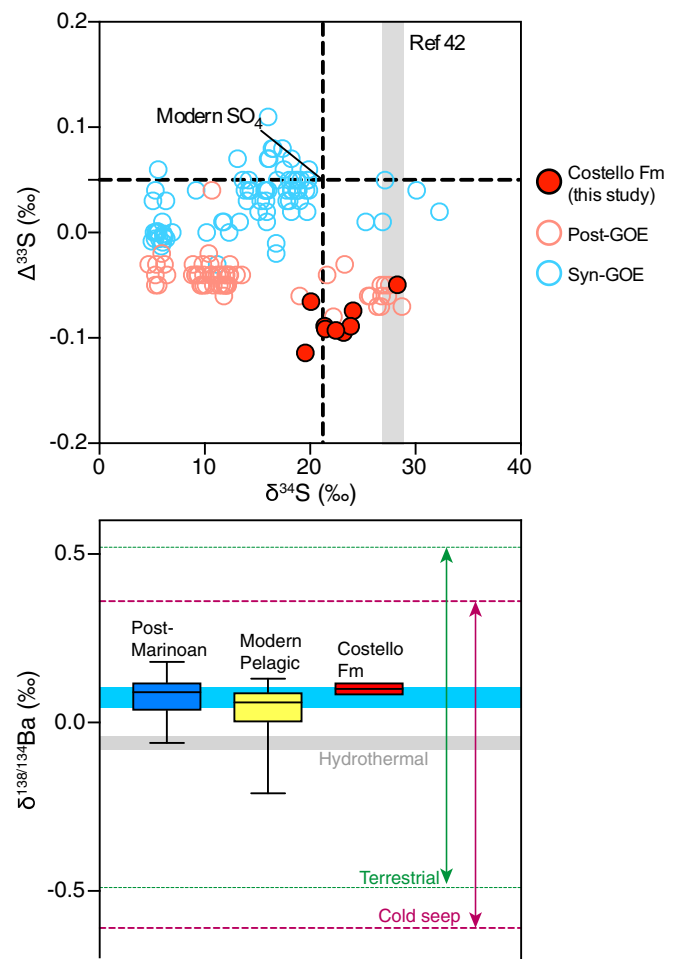 0.2
0.1
0.0
-0.1
-0.2
Δ³³S (‰)
Ref 42
Modern SO₄
0
10
20
30
40
δ³⁴S (‰)
Costello Fm
(this study)
Post-GOE
Syn-GOE
0.5
0.0
-0.5
δ¹³⁸/¹³⁴Ba (‰)
Post-
Marinoan
Modern
Pelagic
Costello
Fm
Hydrothermal
Terrestrial
Cold seep